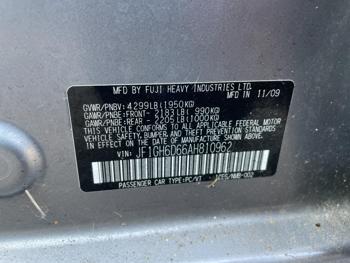 MFD BY FUJI HEAVY INDUSTRIES LTD. 11/09
GVWR/PNBV: 4299LB(1950KG)
GAWR/PNBE:FRONT- 2183LB( 990KG)
GAWR/PNBE:REAR - 2205LB(1000KG)
THIS VEHICLE CONFORMS TO ALL APPLICABLE
FEDERAL MOTOR VEHICLE SAFETY, BUMPER,
AND THEFT PREVENTION STANDARDS IN
EFFECT ON THE DATE OF MANUFACTURE
SHOWN ABOVE.
VIN: JF1GH6D66AH810962
PASSENGER CAR TYPE:PC/VT